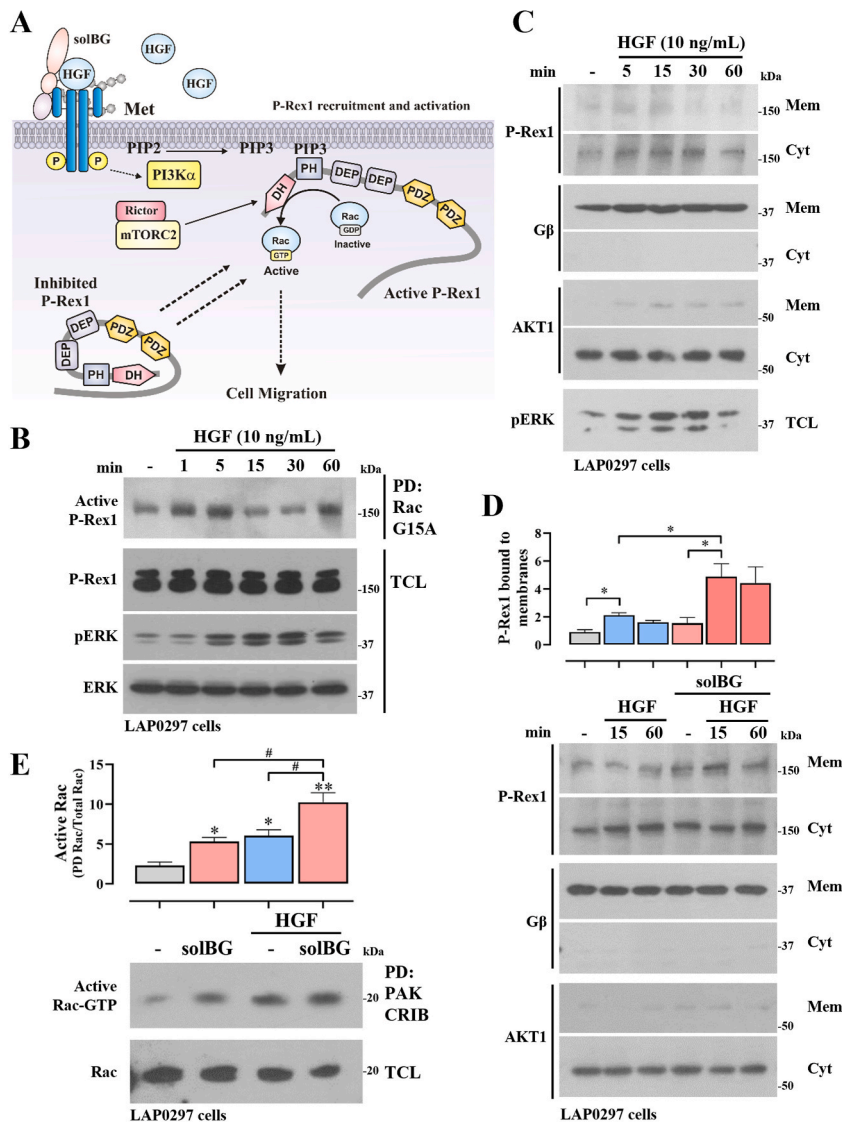 A
solBG
HGF
HGF
HGF
Met
P-Rex1 recruitment and activation
P
P
PIP2
PIP3
PIP3
PI3Kα
PH
DEP
DEP
PDZ
PDZ
DH
Rictor
mTORC2
Rac
GTP
Active
Rac
GDP
Inactive
Inhibited
P-Rex1
Active P-Rex1
DEP
DEP
PDZ
PDZ
PH
DH
Cell Migration
B
HGF (10 ng/mL)
min - 1 5 15 30 60 kDa
Active
P-Rex1
-150
PD:
Rac
G15A
P-Rex1
-150
TCL
pERK
-37
ERK
-37
LAP0297 cells
C
HGF (10 ng/mL)
min - 5 15 30 60 kDa
P-Rex1
-150 Mem
-150 Cyt
Gβ
-37 Mem
-37 Cyt
AKT1
-50 Mem
-50 Cyt
pERK -37 TCL
LAP0297 cells
D
P-Rex1 bound to
membranes
8
6
4
2
0
*
*
*
solBG
HGF HGF
min - 15 60 - 15 60 kDa
P-Rex1
-150 Mem
-150 Cyt
Gβ
-37 Mem
-37 Cyt
AKT1
-50 Mem
-50 Cyt
LAP0297 cells
E
Active Rac
(PD Rac/Total Rac)
15
10
5
0
#
#
*
*
**
HGF
- solBG - solBG kDa
Active
Rac-GTP
-20
PD:
PAK
CRIB
Rac -20 TCL
LAP0297 cells